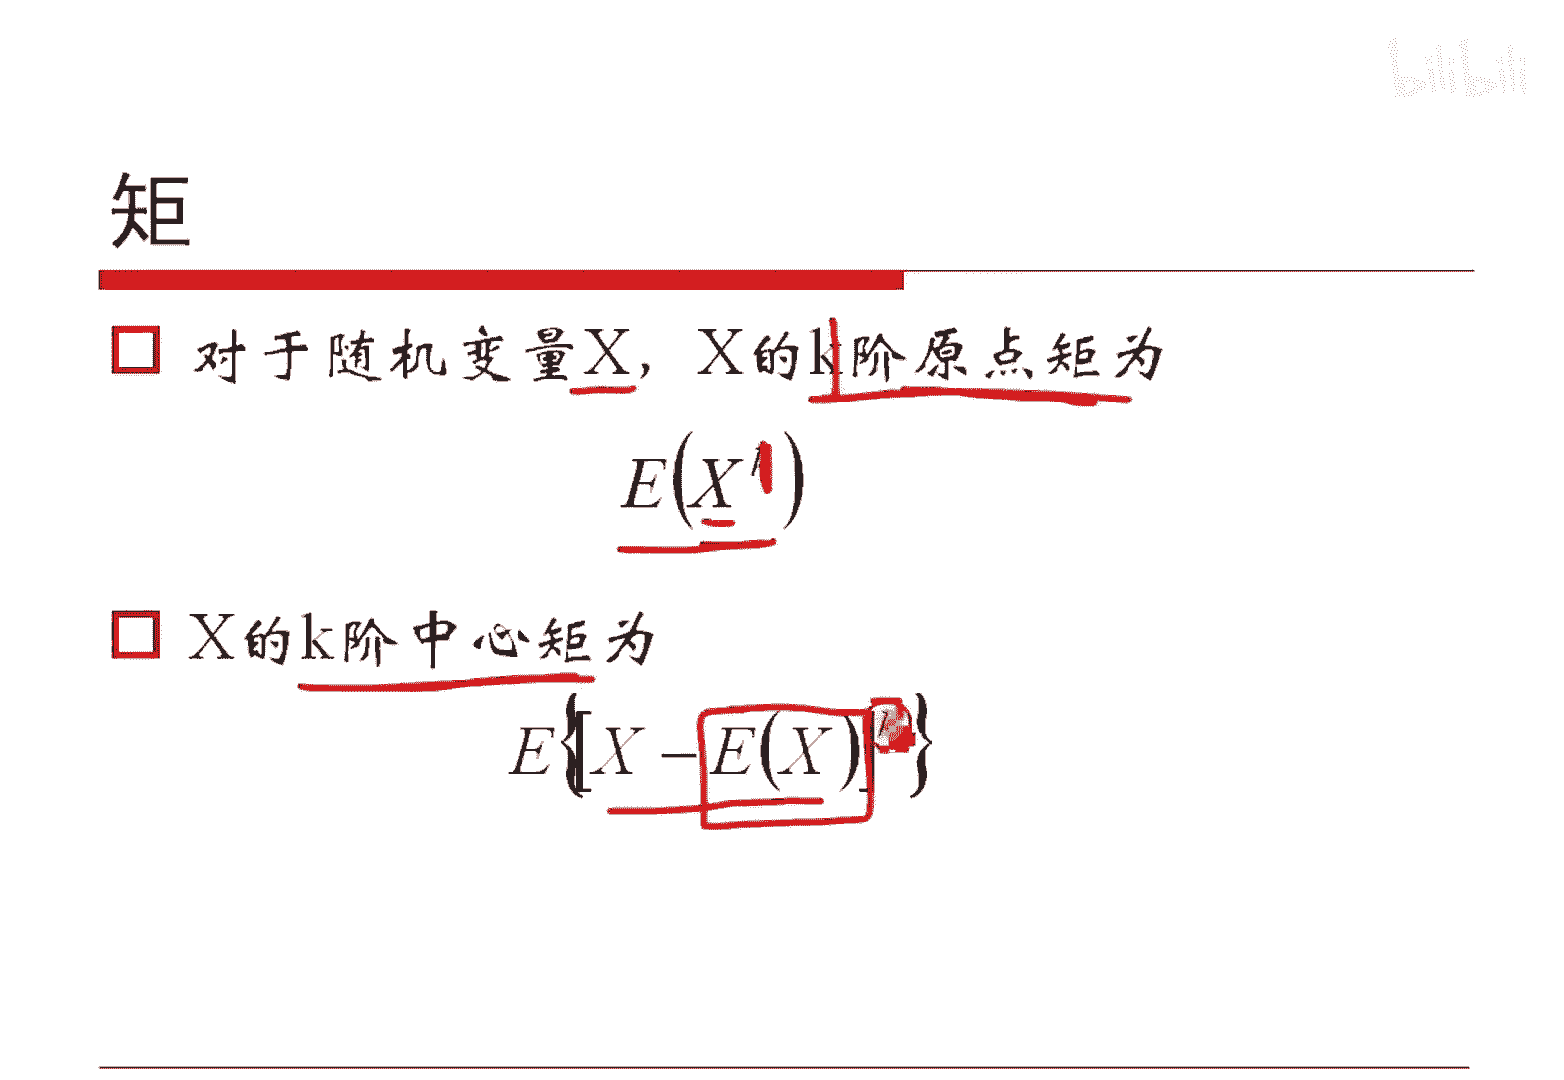 bilibili
矩
对于随机变量X，X的k阶原点矩为
E(X^k)
X的k阶中心矩为
E{[X − E(X)]^k}